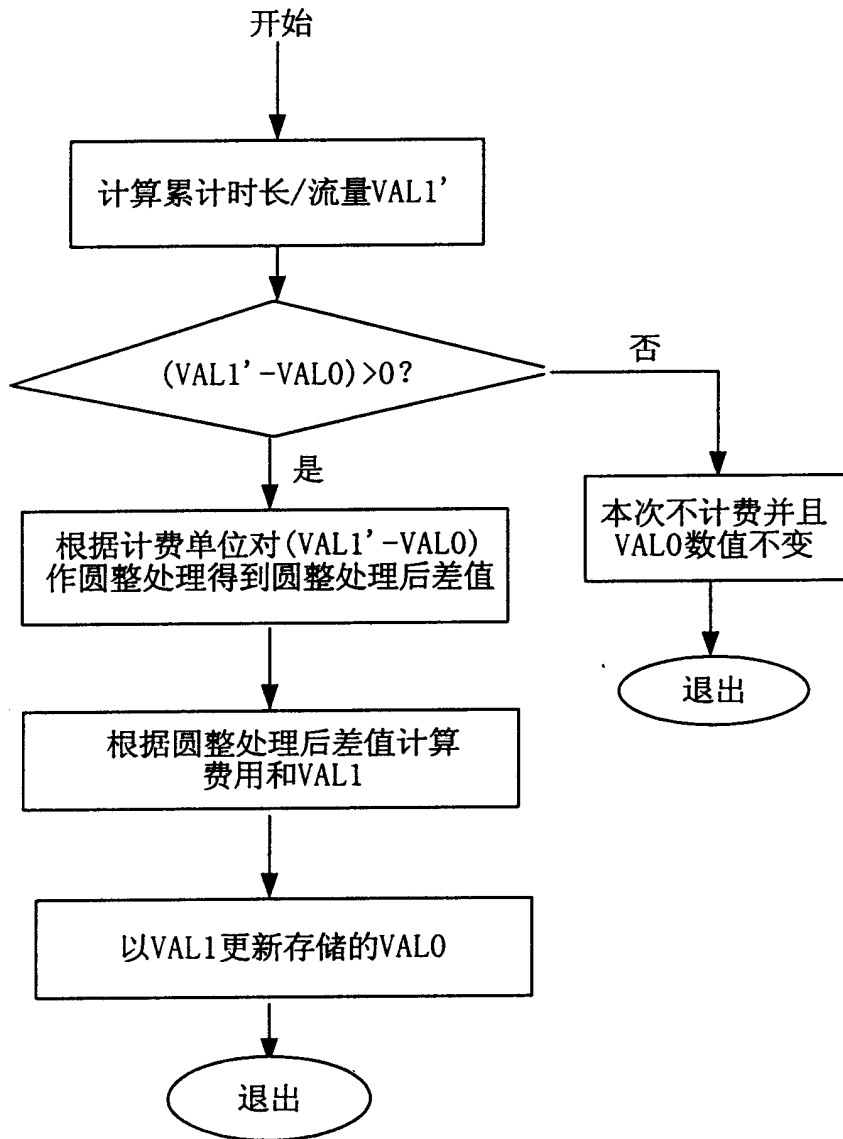 开始
计算累计时长/流量VAL1'
(VAL1'-VAL0)>0?
否
是
根据计费单位对(VAL1'-VAL0)
作圆整处理得到圆整处理后差值
本次不计费并且
VAL0数值不变
退出
根据圆整处理后差值计算
费用和VAL1
以VAL1更新存储的VAL0
退出